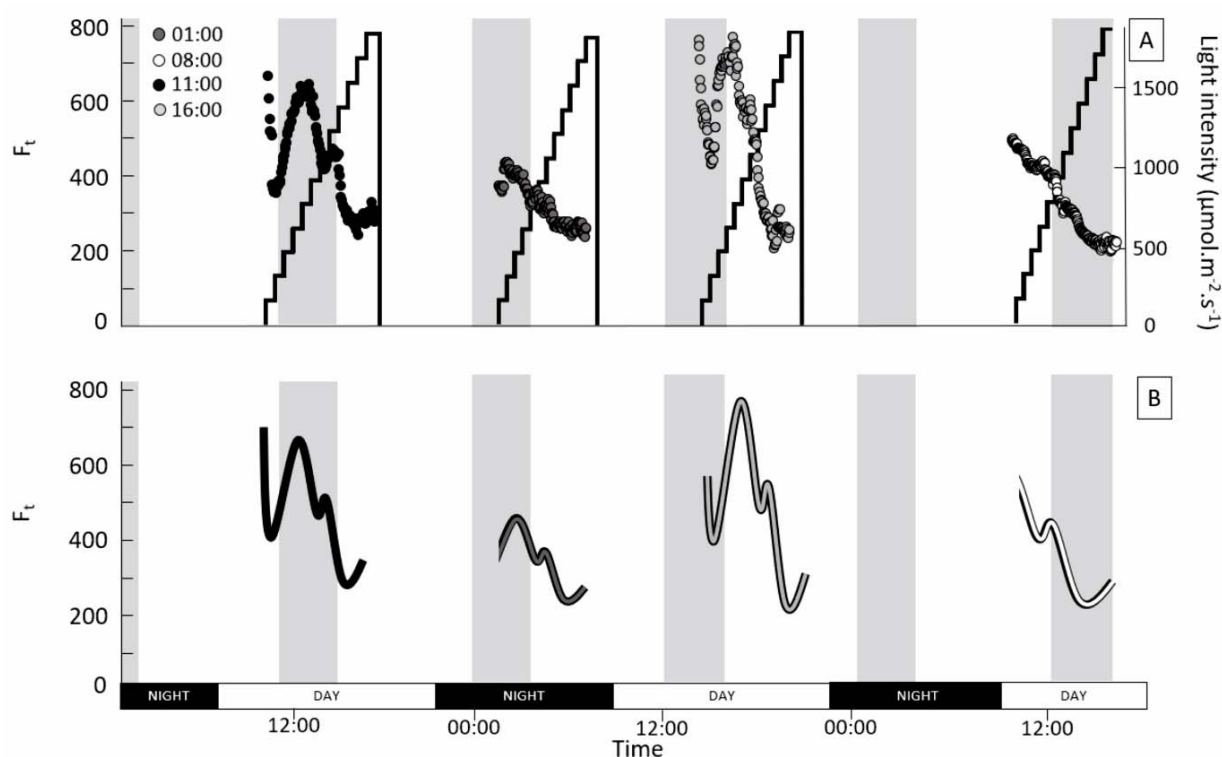 800
600
400
200
0
Fₜ
01:00
08:00
11:00
16:00
A
1500
1000
500
0
Light intensity (µmol.m⁻².s⁻¹)
800
600
400
200
0
Fₜ
B
NIGHT DAY NIGHT DAY NIGHT DAY
12:00 00:00 12:00 00:00 12:00
Time